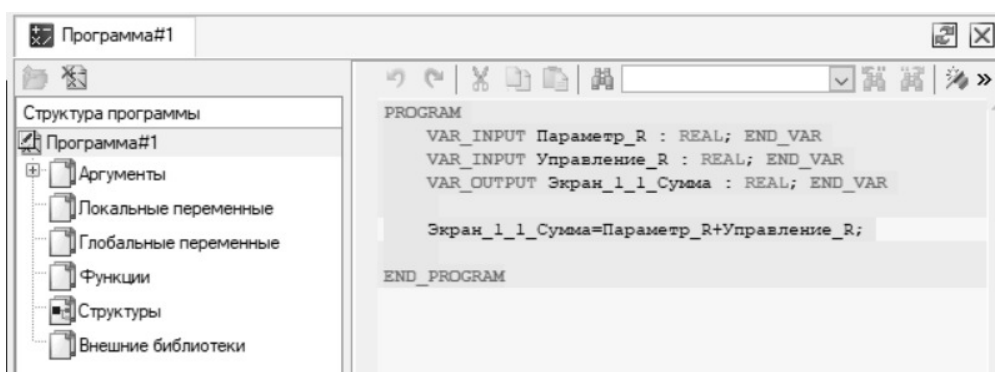 Программа#1
Структура программы
Программа#1
Аргументы
Локальные переменные
Глобальные переменные
Функции
Структуры
Внешние библиотеки
PROGRAM
VAR_INPUT Параметр_R : REAL; END_VAR
VAR_INPUT Управление_R : REAL; END_VAR
VAR_OUTPUT Экран_1_1_Сумма : REAL; END_VAR
Экран_1_1_Сумма=Параметр_R+Управление_R;
END_PROGRAM